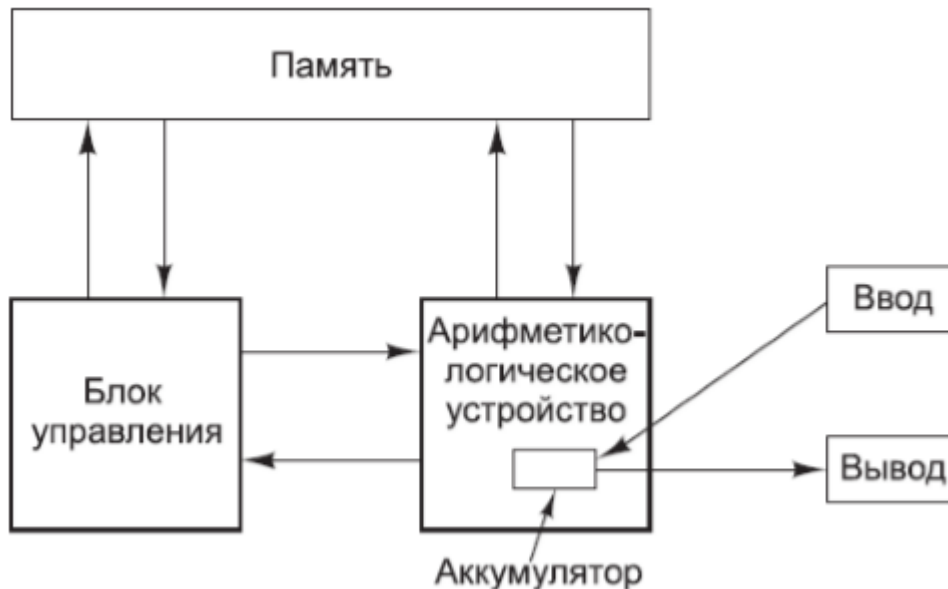 Память
Блок
управления
Арифметико-
логическое
устройство
Ввод
Вывод
Аккумулятор